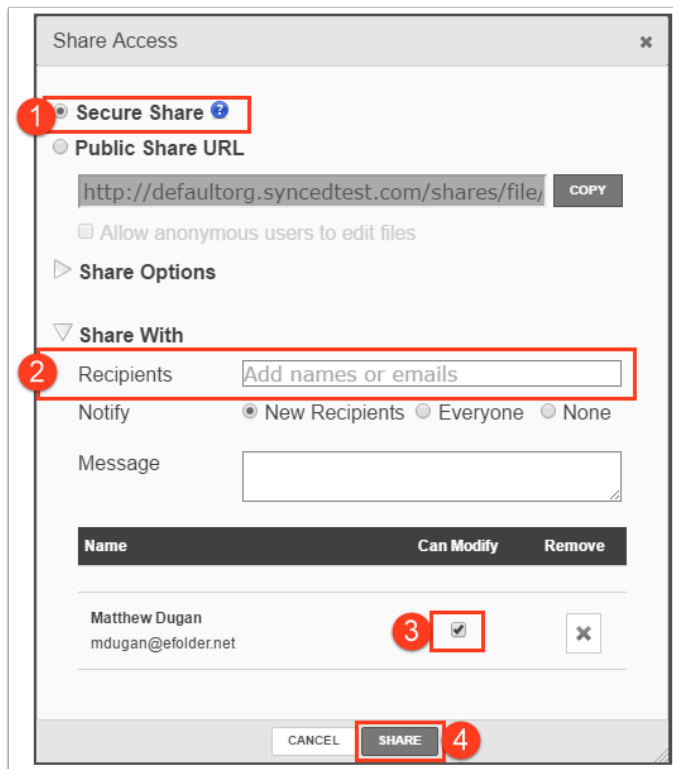 Share Access
1 Secure Share ?
Public Share URL
http://defaultorg.syncedtest.com/shares/file/ COPY
Allow anonymous users to edit files
Share Options
Share With
2 Recipients Add names or emails
Notify New Recipients Everyone None
Message
Name Can Modify Remove
Matthew Dugan
mdugan@efolder.net
3
CANCEL SHARE 4